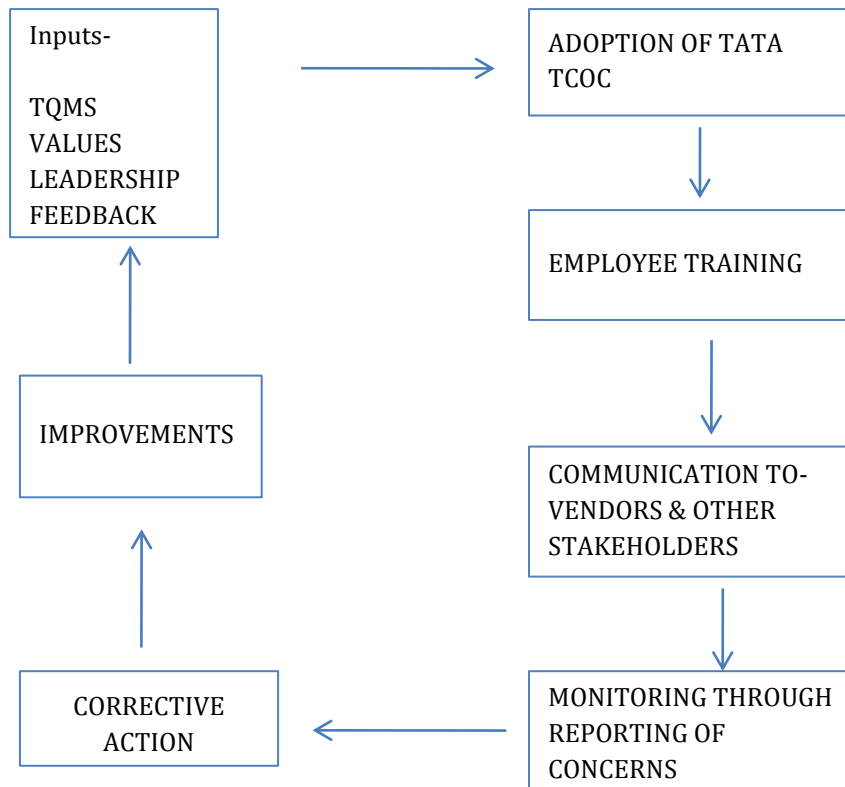 Inputs-
TQMS
VALUES
LEADERSHIP
FEEDBACK
ADOPTION OF TATA
TCOC
EMPLOYEE TRAINING
COMMUNICATION TO-
VENDORS & OTHER
STAKEHOLDERS
MONITORING THROUGH
REPORTING OF
CONCERNS
CORRECTIVE
ACTION
IMPROVEMENTS